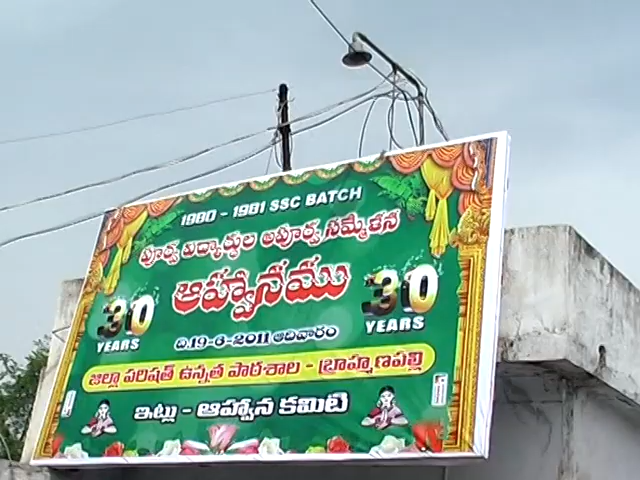 1980 - 1981 SSC BATCH
పూర్వ విద్యార్థుల అపూర్వ సమ్మేళన
ఆహ్వానము
30 YEARS
30 YEARS
ది.19-6-2011 ఆదివారం
జిల్లా పరిషత్ ఉన్నత పాఠశాల - బ్రాహ్మణపల్లి
ఇట్లు - ఆహ్వాన కమిటి